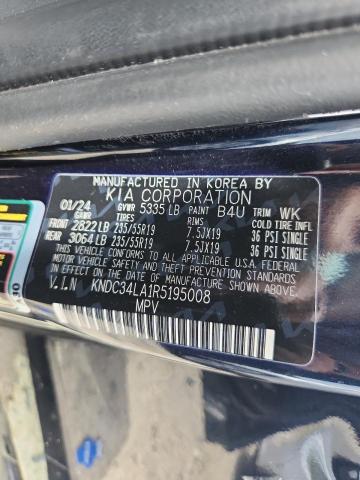 MANUFACTURED IN KOREA BY
KIA CORPORATION
01/24 GVWR 5335 LB PAINT B4U TRIM WK
GAWR TIRES RIMS COLD TIRE INFL
FRONT 2822 LB 235/55R19 7.5JX19 36 PSI SINGLE
REAR 3064 LB 235/55R19 7.5JX19 36 PSI SINGLE
THIS VEHICLE CONFORMS TO ALL APPLICABLE FEDERAL
MOTOR VEHICLE SAFETY, BUMPER, AND THEFT PREVENTION
STANDARDS IN EFFECT ON THE DATE OF MANUFACTURE
SHOWN ABOVE.
V.I.N KNDC34LA1R5195008
MPV